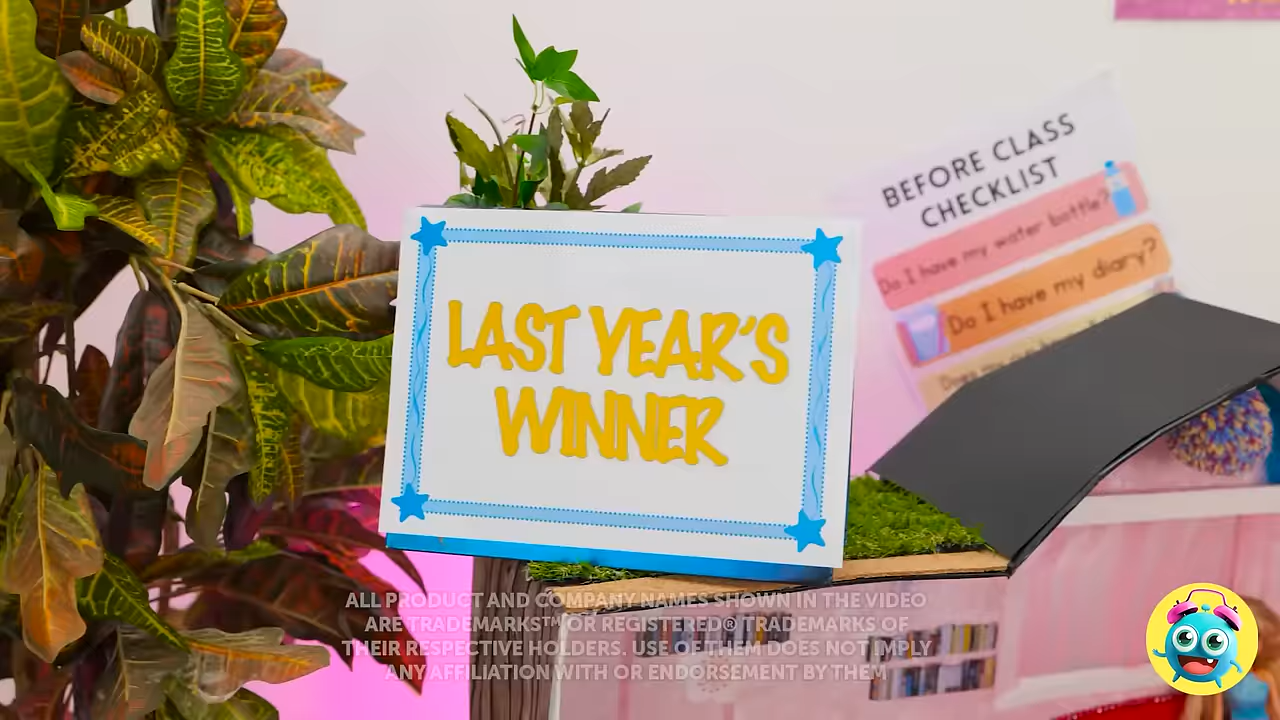 BEFORE CLASS
CHECKLIST
Do I have my water bottle?
Do I have my diary?
LAST YEAR'S
WINNER
ALL PRODUCT AND COMPANY NAMES SHOWN IN THE VIDEO
ARE TRADEMARKS™ OR REGISTERED® TRADEMARKS OF
THEIR RESPECTIVE HOLDERS. USE OF THEM DOES NOT IMPLY
ANY AFFILIATION WITH OR ENDORSEMENT BY THEM